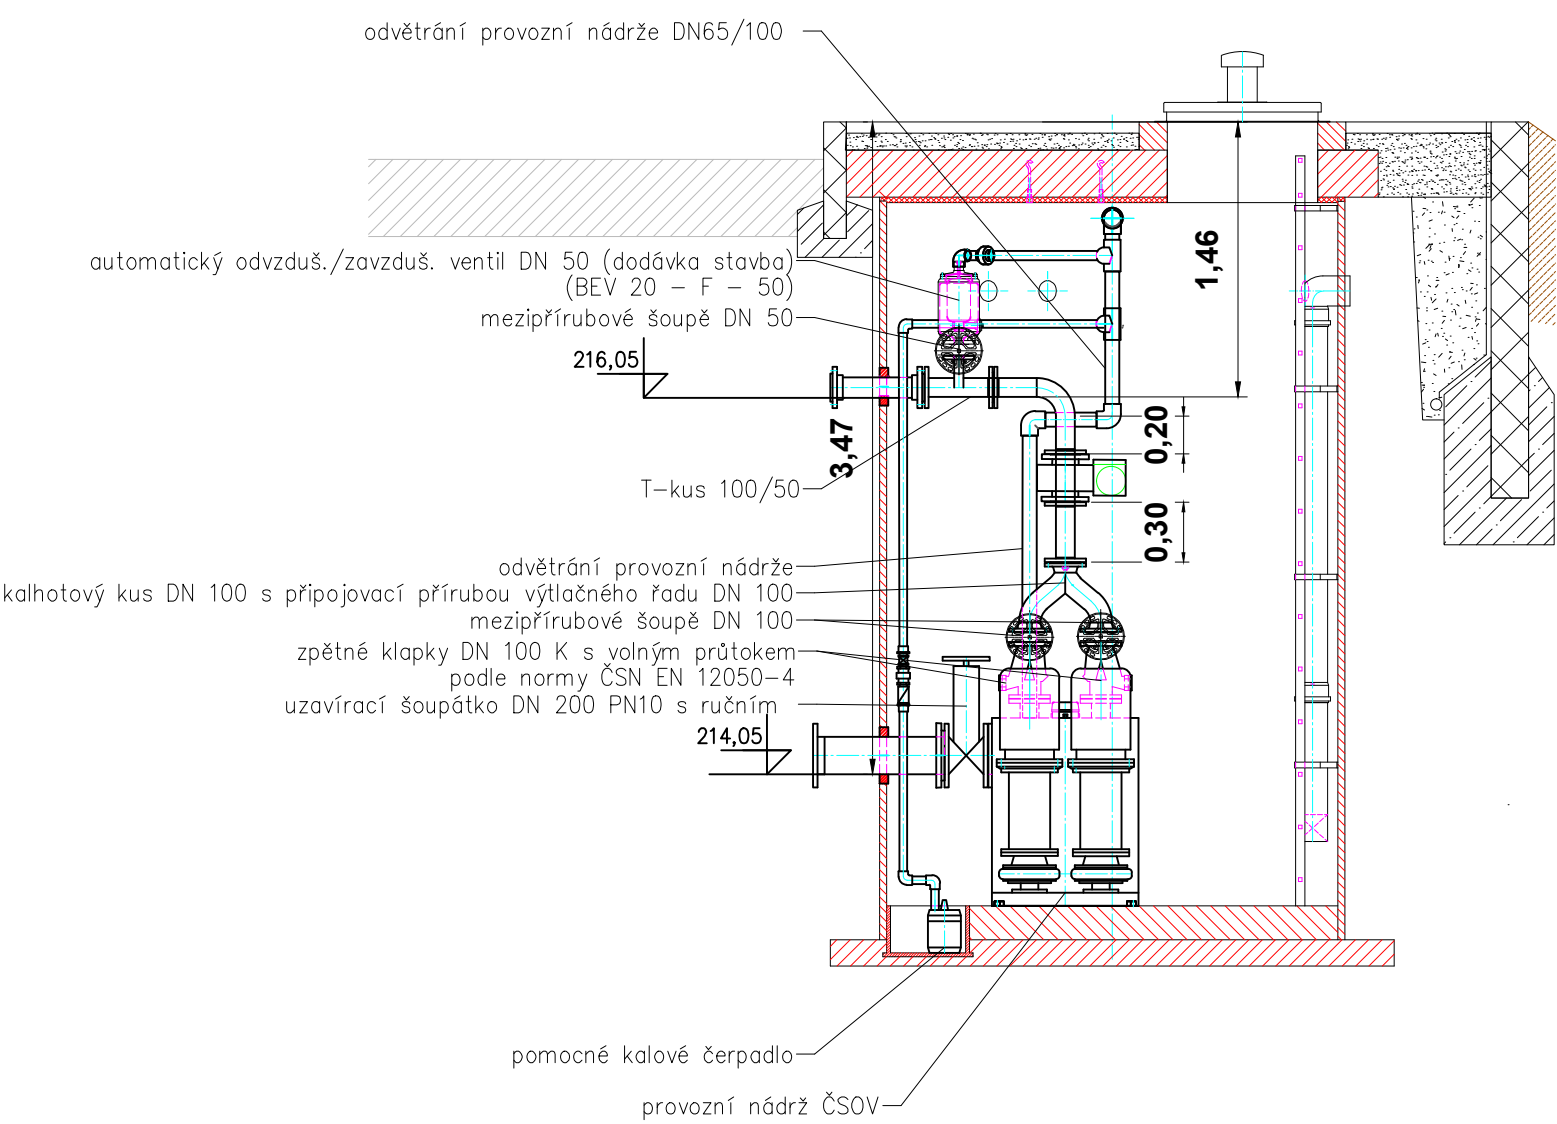 odvětrání provozní nádrže DN65/100
1,46
automatický odvzduš./zavzduš. ventil DN 50 (dodávka stavba)
(BEV 20 – F – 50)
mezipřírubové šoupě DN 50
216,05
0,20
3,47
T–kus 100/50
0,30
odvětrání provozní nádrže
kalhotový kus DN 100 s připojovací přírubou výtlačného řadu DN 100
mezipřírubové šoupě DN 100
zpětné klapky DN 100 K s volným průtokem
podle normy ČSN EN 12050–4
uzavírací šoupátko DN 200 PN10 s ručním
214,05
pomocné kalové čerpadlo
provozní nádrž ČSOV